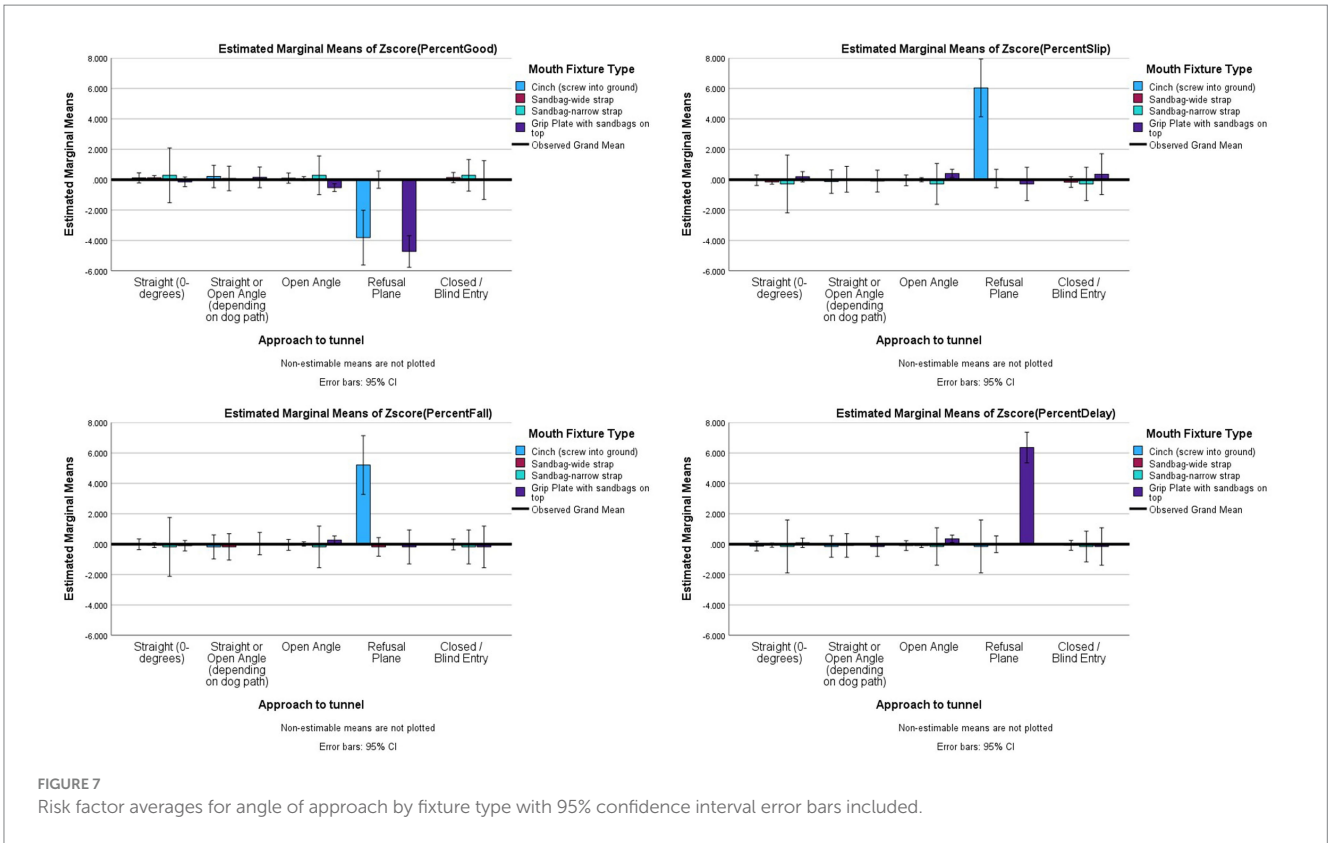 Estimated Marginal Means of Zscore(PercentGood)
8.000
6.000
4.000
2.000
.000
-2.000
-4.000
-6.000
Estimated Marginal Means
Mouth Fixture Type
Cinch (screw into ground)
Sandbag-wide strap
Sandbag-narrow strap
Grip Plate with sandbags on
top
Observed Grand Mean
Straight (0-
degrees)
Straight or
Open Angle
(depending
on dog path)
Open Angle
Refusal
Plane
Closed /
Blind Entry
Approach to tunnel
Non-estimable means are not plotted
Error bars: 95% CI
Estimated Marginal Means of Zscore(PercentSlip)
8.000
6.000
4.000
2.000
.000
-2.000
-4.000
-6.000
Estimated Marginal Means
Mouth Fixture Type
Cinch (screw into ground)
Sandbag-wide strap
Sandbag-narrow strap
Grip Plate with sandbags on
top
Observed Grand Mean
Straight (0-
degrees)
Straight or
Open Angle
(depending
on dog path)
Open Angle
Refusal
Plane
Closed /
Blind Entry
Approach to tunnel
Non-estimable means are not plotted
Error bars: 95% CI
Estimated Marginal Means of Zscore(PercentFall)
8.000
6.000
4.000
2.000
.000
-2.000
-4.000
-6.000
Estimated Marginal Means
Mouth Fixture Type
Cinch (screw into ground)
Sandbag-wide strap
Sandbag-narrow strap
Grip Plate with sandbags on
top
Observed Grand Mean
Straight (0-
degrees)
Straight or
Open Angle
(depending
on dog path)
Open Angle
Refusal
Plane
Closed /
Blind Entry
Approach to tunnel
Non-estimable means are not plotted
Error bars: 95% CI
Estimated Marginal Means of Zscore(PercentDelay)
8.000
6.000
4.000
2.000
.000
-2.000
-4.000
-6.000
Estimated Marginal Means
Mouth Fixture Type
Cinch (screw into ground)
Sandbag-wide strap
Sandbag-narrow strap
Grip Plate with sandbags on
top
Observed Grand Mean
Straight (0-
degrees)
Straight or
Open Angle
(depending
on dog path)
Open Angle
Refusal
Plane
Closed /
Blind Entry
Approach to tunnel
Non-estimable means are not plotted
Error bars: 95% CI
FIGURE 7
Risk factor averages for angle of approach by fixture type with 95% confidence interval error bars included.